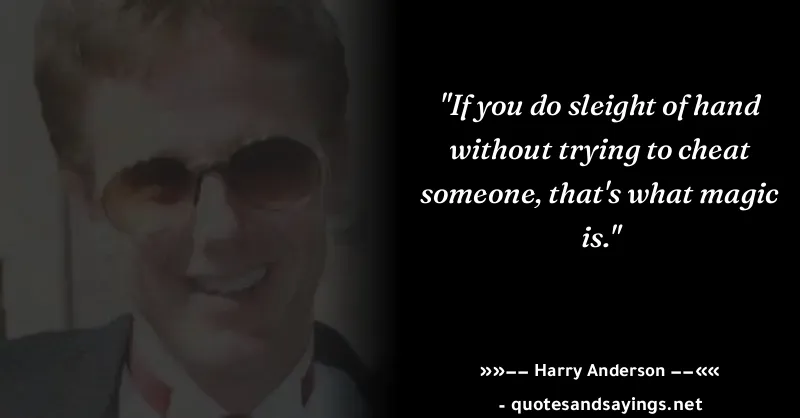 "If you do sleight of hand
without trying to cheat
someone, that's what magic
is."
»»−− Harry Anderson −−««
- quotesandsayings.net